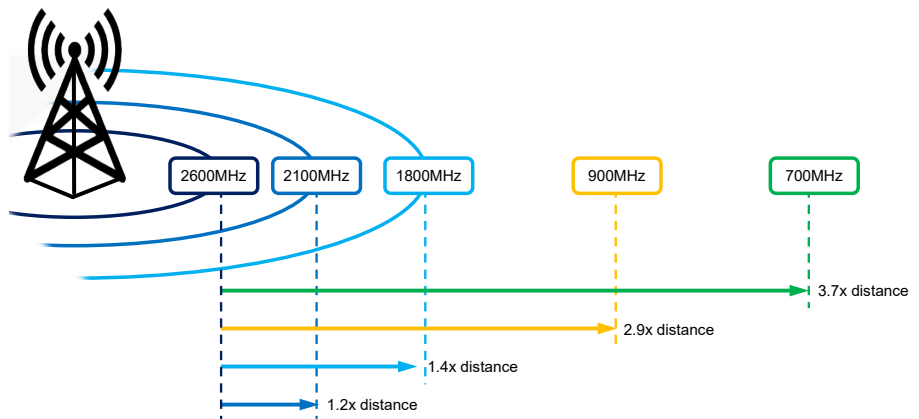 2600MHz
2100MHz
1800MHz
900MHz
700MHz
3.7x distance
2.9x distance
1.4x distance
1.2x distance